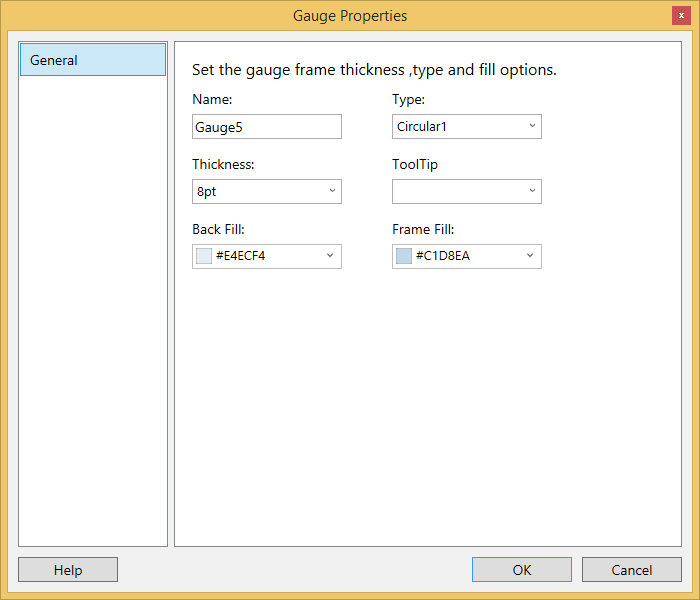 Gauge Properties
x
General
Set the gauge frame thickness ,type and fill options.
Name: Type:
Gauge5 Circular1
Thickness: ToolTip
8pt
Back Fill: Frame Fill:
#E4ECF4 #C1D8EA
Help OK Cancel